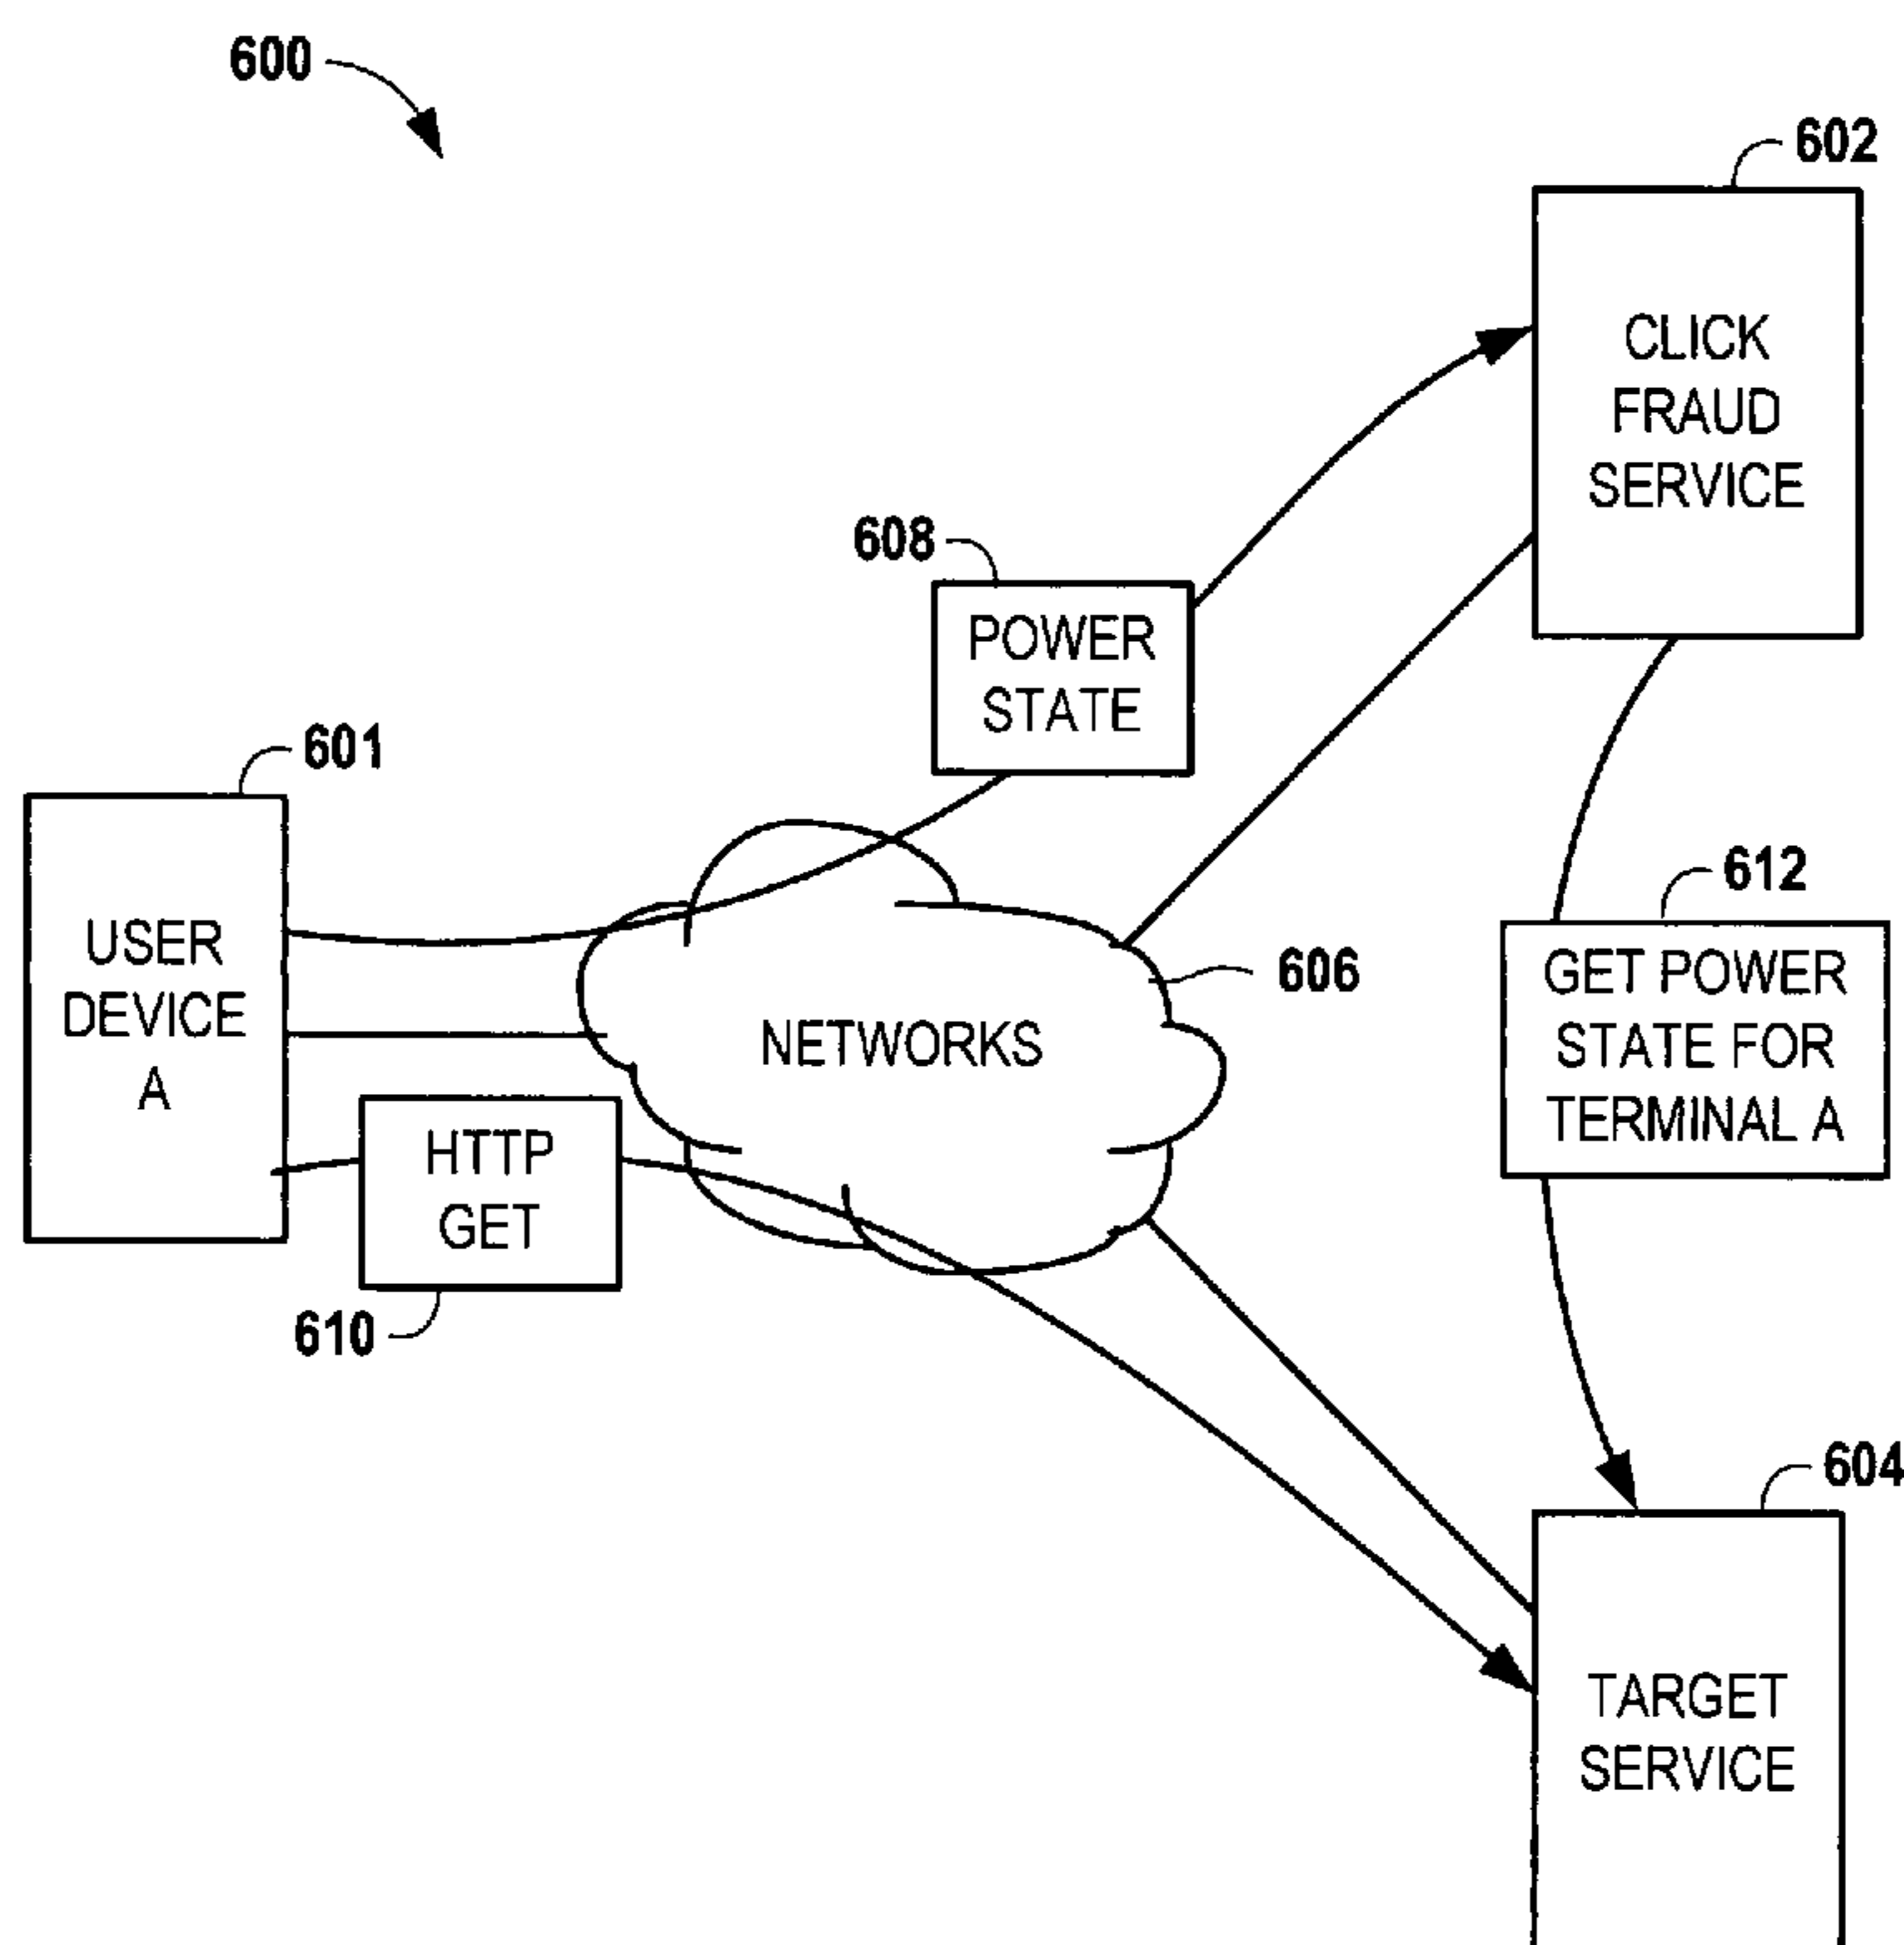 600
602
CLICK
FRAUD
SERVICE
608
POWER
STATE
601
USER
DEVICE
A
612
GET POWER
STATE FOR
TERMINAL A
606
NETWORKS
HTTP
GET
610
604
TARGET
SERVICE